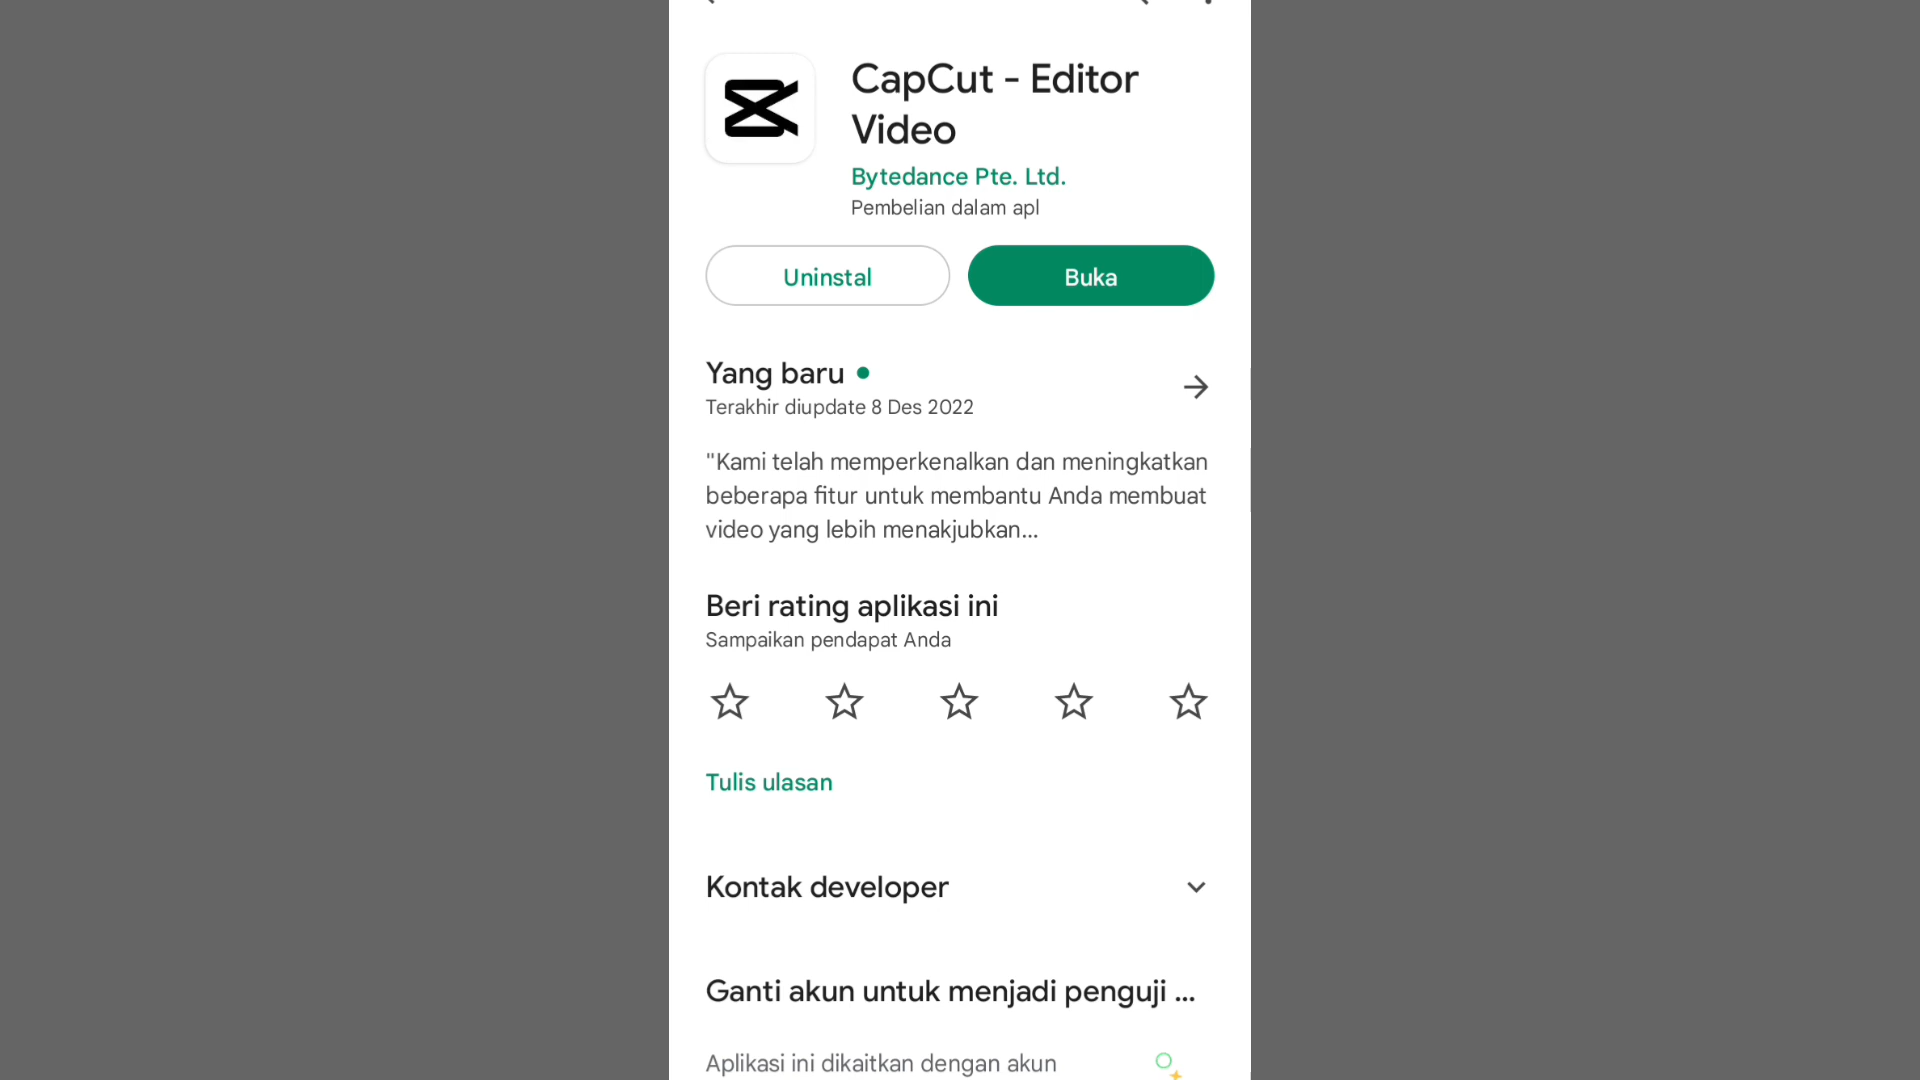 CapCut - Editor
Video
Bytedance Pte. Ltd.
Pembelian dalam apl
Uninstal
Buka
Yang baru
Terakhir diupdate 8 Des 2022
"Kami telah memperkenalkan dan meningkatkan
beberapa fitur untuk membantu Anda membuat
video yang lebih menakjubkan...
Beri rating aplikasi ini
Sampaikan pendapat Anda
Tulis ulasan
Kontak developer
Ganti akun untuk menjadi penguji ...
Aplikasi ini dikaitkan dengan akun